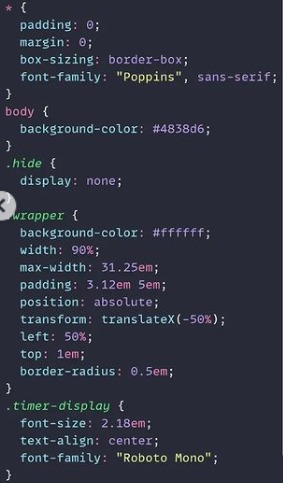 * {
padding: 0;
margin: 0;
box-sizing: border-box;
font-family: "Poppins", sans-serif;
}
body {
background-color: #4838d6;
}
.hide {
display: none;
}
wrapper {
background-color: #ffffff;
width: 90%;
max-width: 31.25em;
padding: 3.12em 5em;
position: absolute;
transform: translateX(-50%);
left: 50%;
top: 1em;
border-radius: 0.5em;
}
.timer-display {
font-size: 2.18em;
text-align: center;
font-family: "Roboto Mono";
}